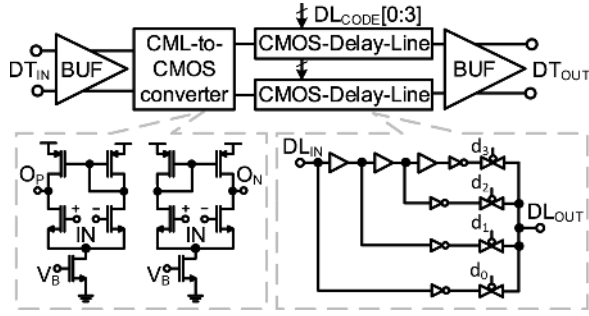 DL_CODE[0:3]
DT_IN BUF CML-to-CMOS converter CMOS-Delay-Line BUF DT_OUT
CMOS-Delay-Line
O_P + - IN V_B
O_N + - IN V_B
DL_IN d_3
d_2
d_1
d_0
DL_OUT